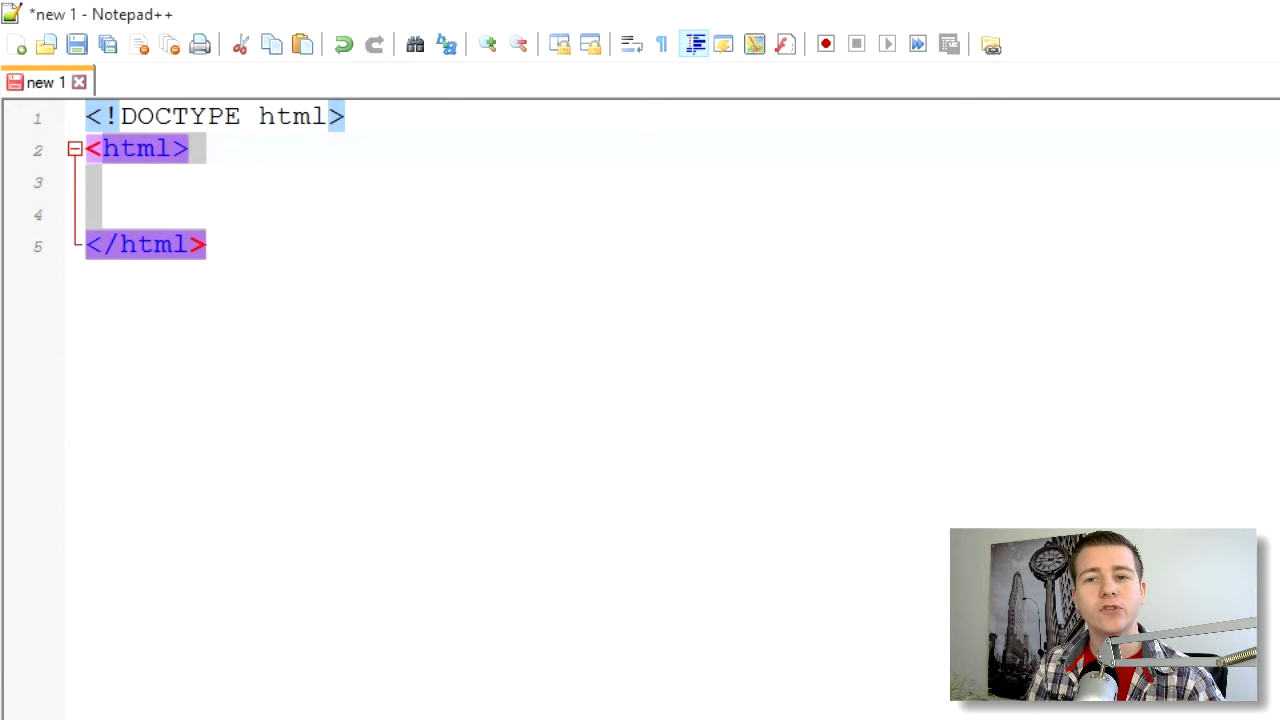 *new 1 - Notepad++
new 1
1 <!DOCTYPE html>
2 <html>
3
4
5 </html>